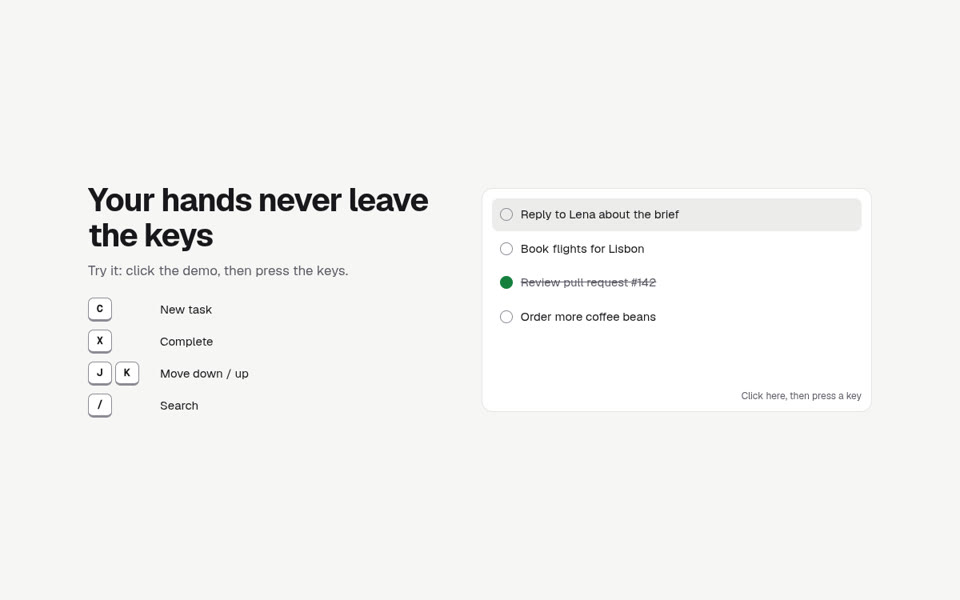 Your hands never leave
the keys
Try it: click the demo, then press the keys.
C New task
X Complete
J K Move down / up
/ Search
Reply to Lena about the brief
Book flights for Lisbon
Review pull request #142
Order more coffee beans
Click here, then press a key